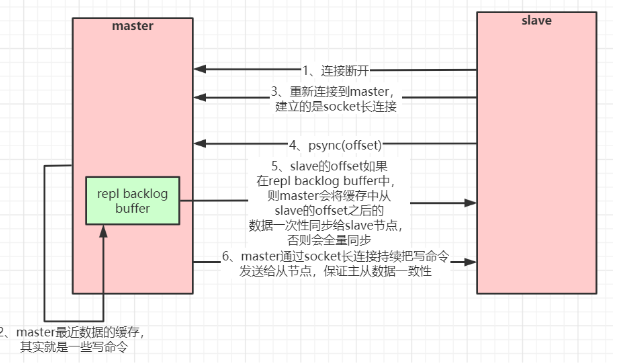 master
slave
1、连接断开
3、重新连接到master，
建立的是socket长连接
4、psync(offset)
5、slave的offset如果
在repl backlog buffer中，
则master会将缓存中从
slave的offset之后的
数据一次性同步给slave节点，
否则会全量同步
repl backlog
buffer
6、master通过socket长连接持续把写命令
发送给从节点，保证主从数据一致性
2、master最近数据的缓存，
其实就是一些写命令